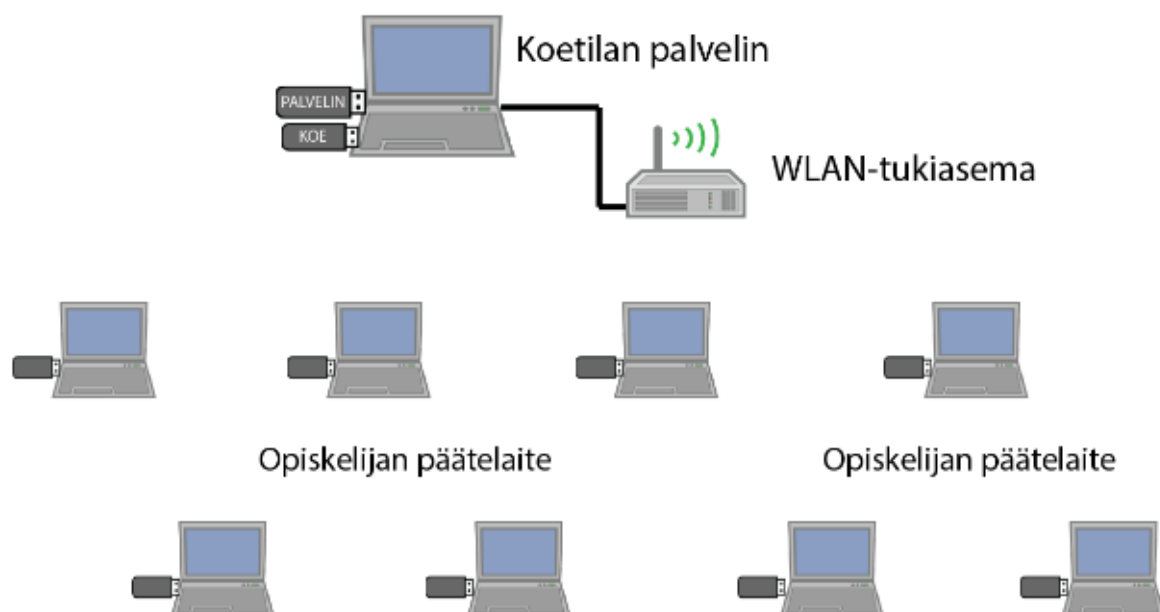 Koetilan palvelin
PALVELIN
KOE
WLAN-tukiasema
Opiskelijan päätelaite
Opiskelijan päätelaite